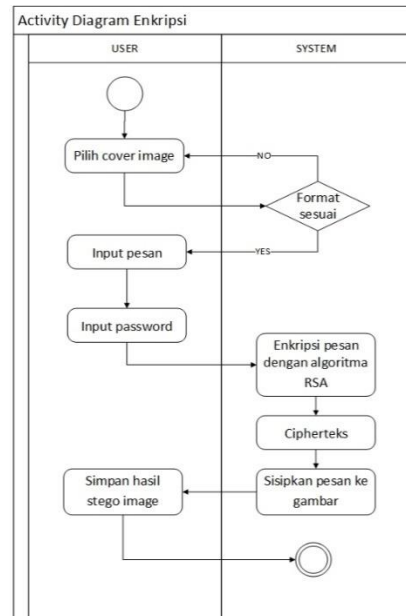 Activity Diagram Enkripsi
USER
SYSTEM
Pilih cover image
NO
Format
sesuai
Input pesan
YES
Input password
Enkripsi pesan
dengan algoritma
RSA
Cipherteks
Simpan hasil
stego image
Sisipkan pesan ke
gambar